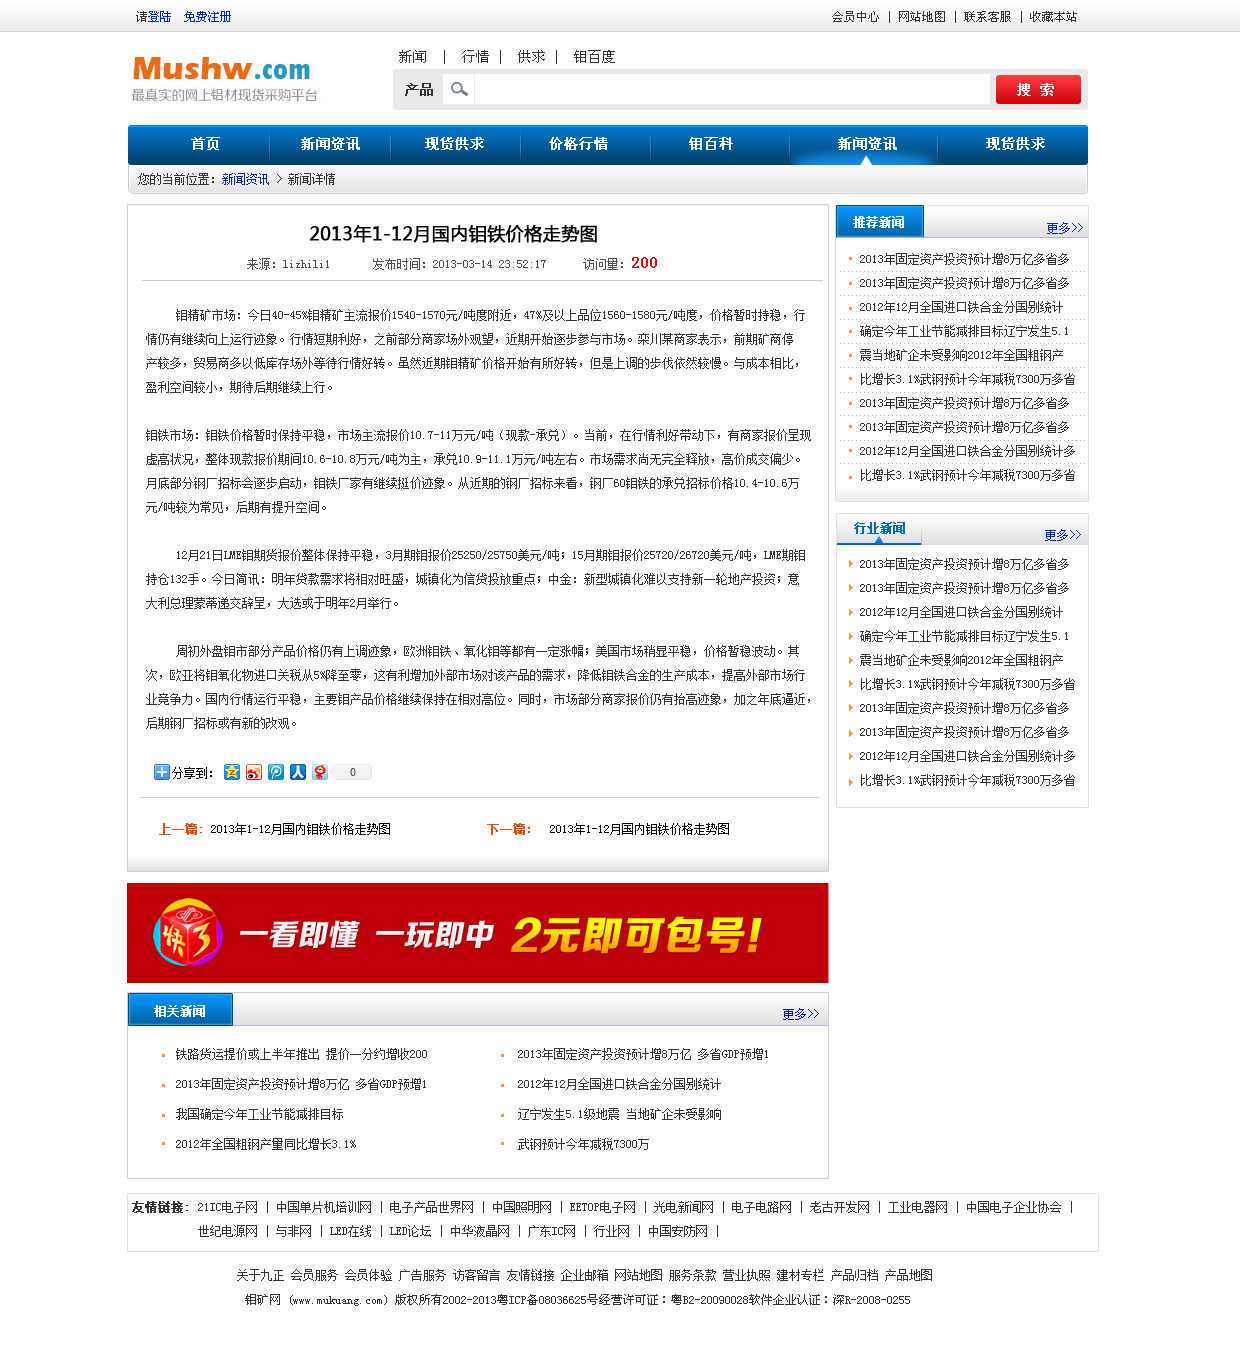 请登陆 免费注册 会员中心 | 网站地图 | 联系客服 | 收藏本站
Mushw.com
最真实的网上铝材现货采购平台
新闻 | 行情 | 供求 | 钼百度
产品 搜 索
首页 新闻资讯 现货供求 价格行情 钼百科 新闻资讯 现货供求
您的当前位置：新闻资讯 > 新闻详情
2013年1-12月国内钼铁价格走势图
来源：lizhili1 发布时间：2013-03-14 23:52:17 访问量：200
钼精矿市场：今日40-45%钼精矿主流报价1540-1570元/吨度附近，47%及以上品位1560-1580元/吨度，价格暂时持稳，行
情仍有继续向上运行迹象。行情短期利好，之前部分商家场外观望，近期开始逐步参与市场。栾川某商家表示，前期矿商停
产较多，贸易商多以低库存场外等待行情好转。虽然近期钼精矿价格开始有所好转，但是上调的步伐依然较慢。与成本相比，
盈利空间较小，期待后期继续上行。
钼铁市场：钼铁价格暂时保持平稳，市场主流报价10.7-11万元/吨（现款-承兑）。当前，在行情利好带动下，有商家报价呈现
虚高状况，整体现款报价期间10.6-10.8万元/吨为主，承兑10.9-11.1万元/吨左右。市场需求尚无完全释放，高价成交偏少。
月底部分钢厂招标会逐步启动，钼铁厂家有继续挺价迹象。从近期的钢厂招标来看，钢厂60钼铁的承兑招标价格10.4-10.6万
元/吨较为常见，后期有提升空间。
12月21日LME钼期货报价整体保持平稳，3月期钼报价25250/25750美元/吨；15月期钼报价25720/26720美元/吨，LME期钼
持仓132手。今日简讯：明年贷款需求将相对旺盛，城镇化为信贷投放重点；中金：新型城镇化难以支持新一轮地产投资；意
大利总理蒙蒂递交辞呈，大选或于明年2月举行。
周初外盘钼市部分产品价格仍有上调迹象，欧洲钼铁、氧化钼等都有一定涨幅；美国市场稍显平稳，价格暂稳波动。其
次，欧亚将钼氧化物进口关税从5%降至零，这有利增加外部市场对该产品的需求，降低钼铁合金的生产成本，提高外部市场行
业竞争力。国内行情运行平稳，主要钼产品价格继续保持在相对高位。同时，市场部分商家报价仍有抬高迹象，加之年底逼近，
后期钢厂招标或有新的改观。
分享到： 0
上一篇：2013年1-12月国内钼铁价格走势图 下一篇： 2013年1-12月国内钼铁价格走势图
推荐新闻 更多>>
2013年固定资产投资预计增8万亿多省多
2013年固定资产投资预计增8万亿多省多
2012年12月全国进口铁合金分国别统计
确定今年工业节能减排目标辽宁发生5.1
震当地矿企未受影响2012年全国粗钢产
比增长3.1%武钢预计今年减税7300万多省
2013年固定资产投资预计增8万亿多省多
2013年固定资产投资预计增8万亿多省多
2012年12月全国进口铁合金分国别统计多
比增长3.1%武钢预计今年减税7300万多省
行业新闻 更多>>
2013年固定资产投资预计增8万亿多省多
2013年固定资产投资预计增8万亿多省多
2012年12月全国进口铁合金分国别统计
确定今年工业节能减排目标辽宁发生5.1
震当地矿企未受影响2012年全国粗钢产
比增长3.1%武钢预计今年减税7300万多省
2013年固定资产投资预计增8万亿多省多
2013年固定资产投资预计增8万亿多省多
2012年12月全国进口铁合金分国别统计多
比增长3.1%武钢预计今年减税7300万多省
快了 一看即懂 一玩即中 2元即可包号!
相关新闻 更多>>
铁路货运提价或上半年推出 提价一分约增收200 2013年固定资产投资预计增8万亿 多省GDP预增1
2013年固定资产投资预计增8万亿 多省GDP预增1 2012年12月全国进口铁合金分国别统计
我国确定今年工业节能减排目标 辽宁发生5.1级地震 当地矿企未受影响
2012年全国粗钢产量同比增长3.1% 武钢预计今年减税7300万
友情链接：21IC电子网 | 中国单片机培训网 | 电子产品世界网 | 中国照明网 | EETOP电子网 | 光电新闻网 | 电子电路网 | 老古开发网 | 工业电器网 | 中国电子企业协会 |
世纪电源网 | 与非网 | LED在线 | LED论坛 | 中华液晶网 | 广东IC网 | 行业网 | 中国安防网 |
关于九正 会员服务 会员体验 广告服务 访客留言 友情链接 企业邮箱 网站地图 服务条款 营业执照 建材专栏 产品归档 产品地图
钼矿网 (www.mukuang.com) 版权所有2002-2013粤ICP备08036625号经营许可证：粤B2-20090028软件企业认证：深R-2008-0255